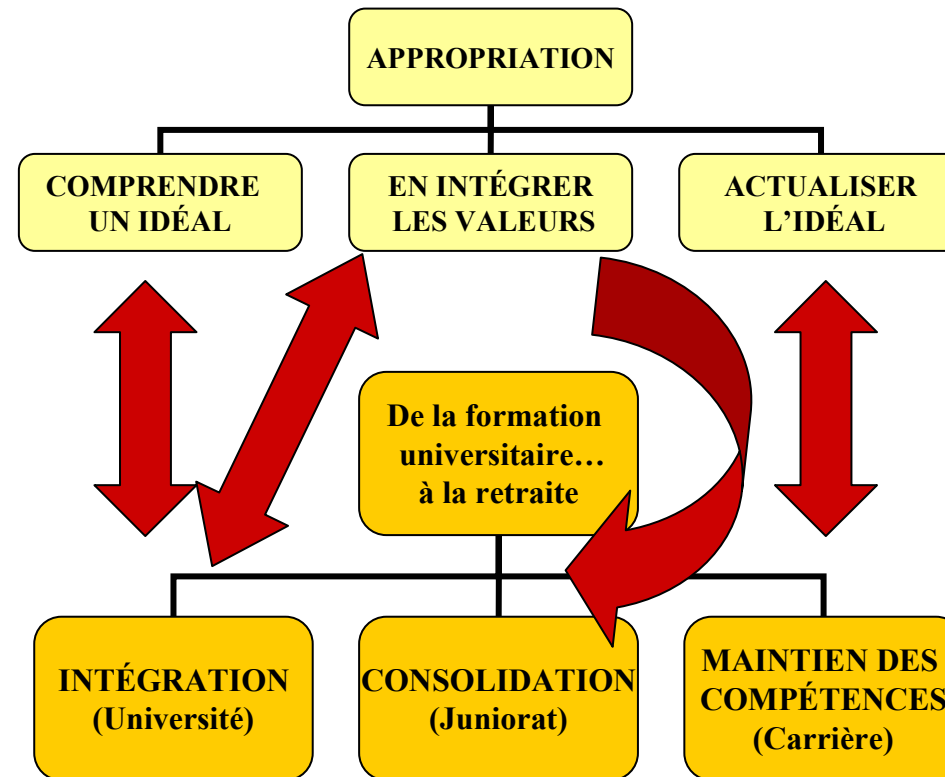 APPROPRIATION
COMPRENDRE
UN IDÉAL
EN INTÉGRER
LES VALEURS
ACTUALISER
L’IDÉAL
De la formation
universitaire…
à la retraite
INTÉGRATION
(Université)
CONSOLIDATION
(Juniorat)
MAINTIEN DES
COMPÉTENCES
(Carrière)